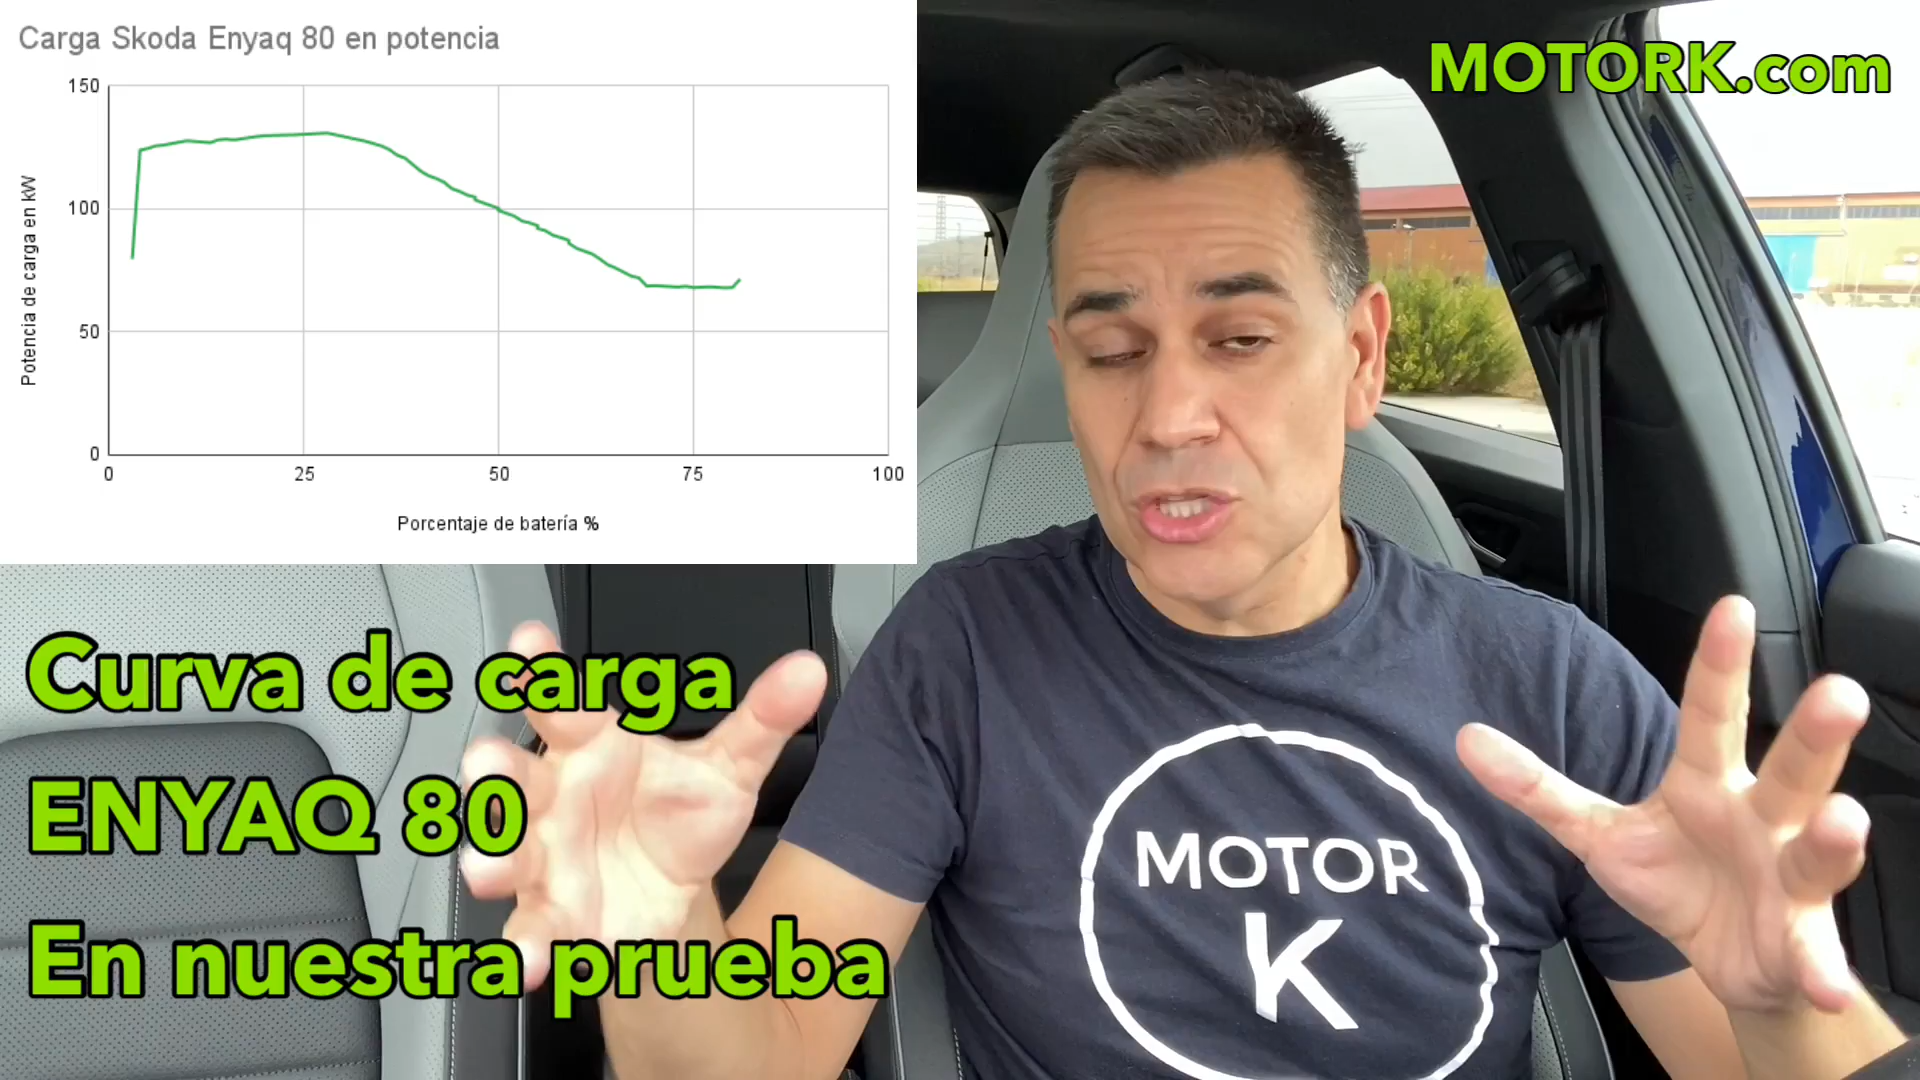 Carga Skoda Enyaq 80 en potencia
150
100
50
0
Potencia de carga en kW
0 25 50 75 100
Porcentaje de batería %
MOTORK.com
Curva de carga
ENYAQ 80
En nuestra prueba
MOTOR
K